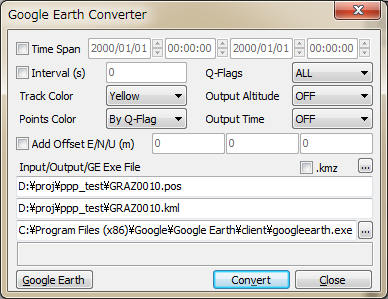 Google Earth Converter
Time Span 2000/01/01 00:00:00 2000/01/01 00:00:00
Interval (s) 0 Q-Flags ALL
Track Color Yellow Output Altitude OFF
Points Color By Q-Flag Output Time OFF
Add Offset E/N/U (m) 0 0 0
Input/Output/GE Exe File .kmz ...
D:¥proj¥ppp_test¥GRAZ0010.pos
D:¥proj¥ppp_test¥GRAZ0010.kml
C:¥Program Files (x86)¥Google¥Google Earth¥client¥googleearth.exe ...
Google Earth Convert Close